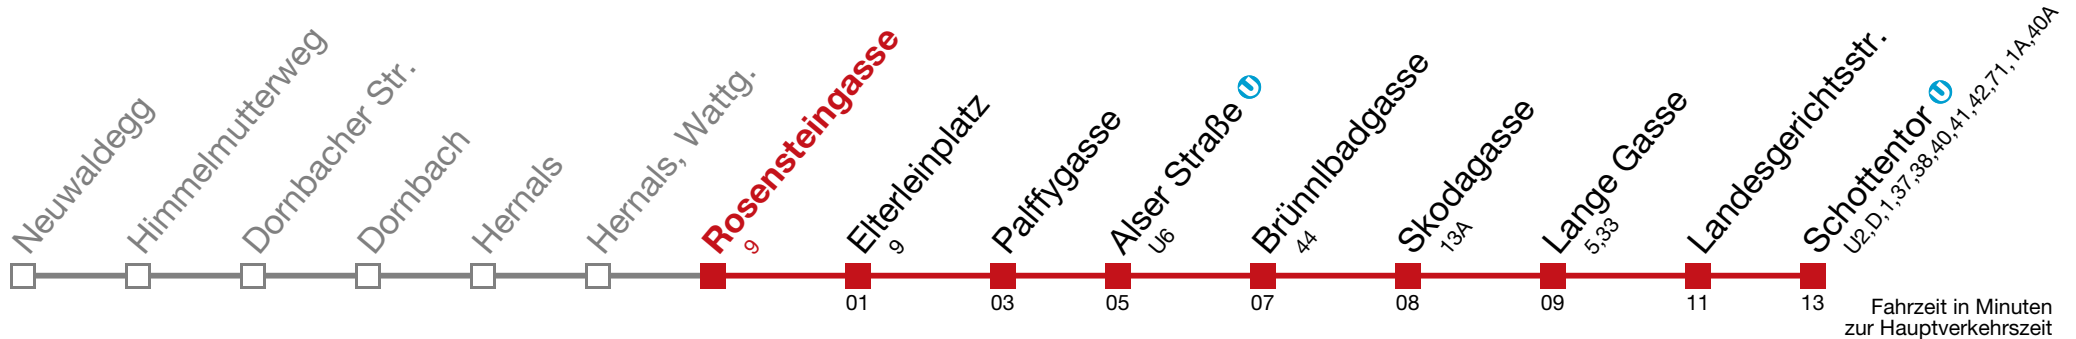 Neuwaldegg
Himmelmutterweg
Dornbacher Str.
Dornbach
Hernals
Hernals, Wattg.
Rosensteingasse
9
Elterleinplatz
9
Palffygasse
Alser Straße U
U6
Brünnlbadgasse
44
Skodagasse
13A
Lange Gasse
5,33
Landesgerichtsstr.
Schottentor U
U2,D,1,37,38,40,41,42,71,1A,40A
01
03
05
07
08
09
11
13
Fahrzeit in Minuten
zur Hauptverkehrszeit